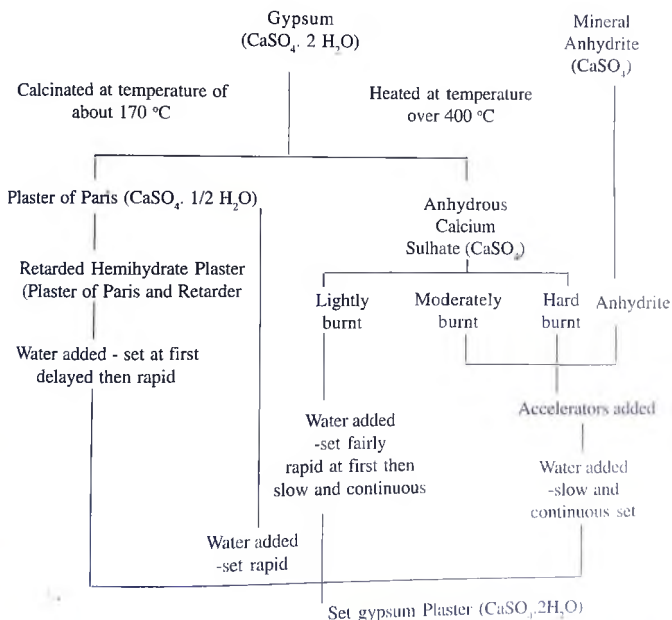 Gypsum
(CaSO₄. 2 H₂O)
Mineral
Anhydrite
(CaSO₄)
Calcinated at temperature of
about 170 °C
Heated at temperature
over 400 °C
Plaster of Paris (CaSO₄. 1/2 H₂O)
Anhydrous
Calcium
Sulhate (CaSO₄)
Retarded Hemihydrate Plaster
(Plaster of Paris and Retarder
Lightly
burnt
Moderately
burnt
Hard
burnt
Anhydrite
Water added - set at first
delayed then rapid
Accelerators added
Water added
-set fairly
rapid at first then
slow and continuous
Water added
-slow and
continuous set
Water added
-set rapid
Set gypsum Plaster (CaSO₄.2H₂O)